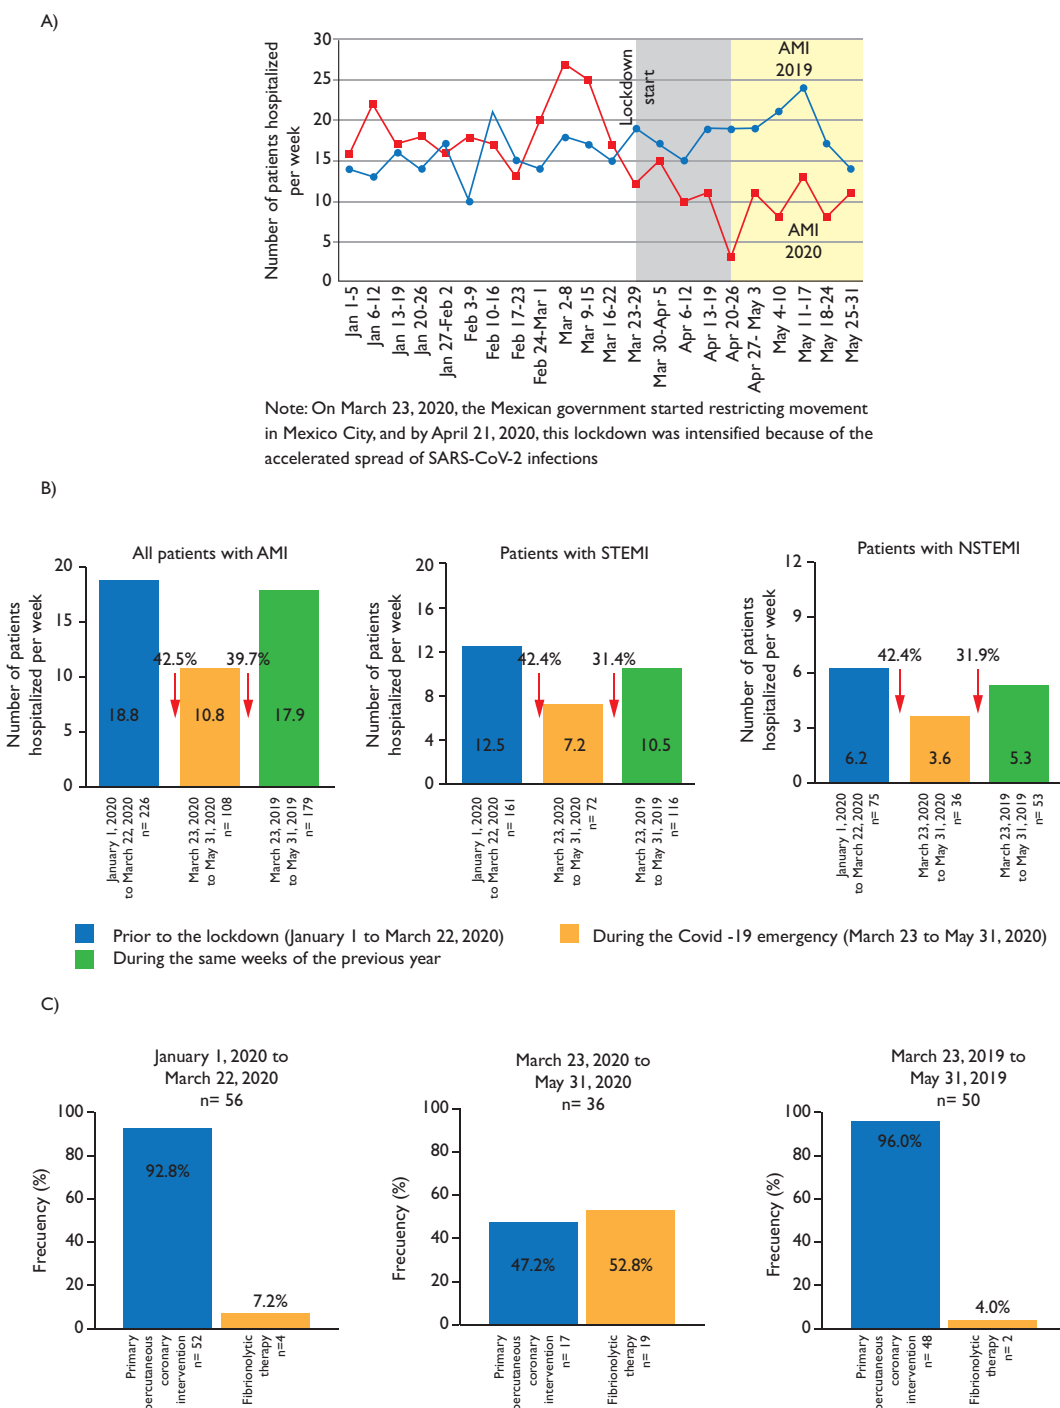 A)
Number of patients hospitalized
per week
30
25
20
15
10
5
0
Lockdown
start
AMI
2019
AMI
2020
Jan 1-5
Jan 6-12
Jan 13-19
Jan 20-26
Jan 27-Feb 2
Feb 3-9
Feb 10-16
Feb 17-23
Feb 24-Mar 1
Mar 2-8
Mar 9-15
Mar 16-22
Mar 23-29
Mar 30-Apr 5
Apr 6-12
Apr 13-19
Apr 20-26
Apr 27- May 3
May 4-10
May 11-17
May 18-24
May 25-31
Note: On March 23, 2020, the Mexican government started restricting movement
in Mexico City, and by April 21, 2020, this lockdown was intensified because of the
accelerated spread of SARS-CoV-2 infections
B)
All patients with AMI
Number of patients
hospitalized per week
20
15
10
5
0
42.5%
39.7%
18.8
10.8
17.9
January 1, 2020
to March 22, 2020
n= 226
March 23, 2020
to May 31, 2020
n= 108
March 23, 2019
to May 31, 2019
n= 179
Patients with STEMI
Number of patients
hospitalized per week
20
16
12
8
4
0
42.4%
31.4%
12.5
7.2
10.5
January 1, 2020
to March 22, 2020
n= 161
March 23, 2020
to May 31, 2020
n= 72
March 23, 2019
to May 31, 2019
n= 116
Patients with NSTEMI
Number of patients
hospitalized per week
12
9
6
3
0
42.4%
31.9%
6.2
3.6
5.3
January 1, 2020
to March 22, 2020
n= 75
March 23, 2020
to May 31, 2020
n= 36
March 23, 2019
to May 31, 2019
n= 53
Prior to the lockdown (January 1 to March 22, 2020)
During the Covid -19 emergency (March 23 to May 31, 2020)
During the same weeks of the previous year
C)
January 1, 2020 to
March 22, 2020
n= 56
Frecuency (%)
100
80
60
40
20
0
92.8%
7.2%
Primary
percutaneous
coronary
intervention
n= 52
Fibrionolytic
therapy
n=4
March 23, 2020 to
May 31, 2020
n= 36
Frecuency (%)
100
80
60
40
20
0
47.2%
52.8%
Primary
percutaneous
coronary
intervention
n= 17
Fibrionolytic
therapy
n= 19
March 23, 2019 to
May 31, 2019
n= 50
Frecuency (%)
100
80
60
40
20
0
96.0%
4.0%
Primary
percutaneous
coronary
intervention
n= 48
Fibrionolytic
therapy
n= 2